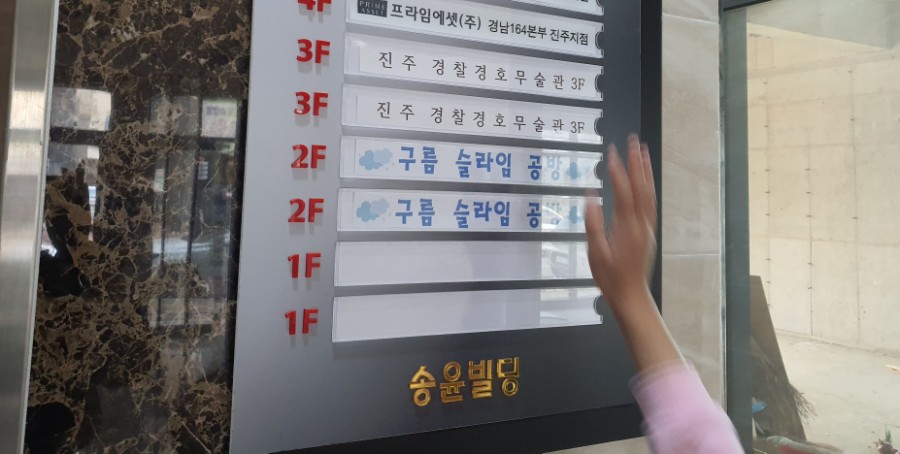 4F PRIME ASSET 프라임에셋(주) 경남164본부 진주지점
3F 진주 경찰경호무술관 3F
3F 진주 경찰경호무술관 3F
2F 구름 슬라임 공방
2F 구름 슬라임 공방
1F
1F
송윤빌딩